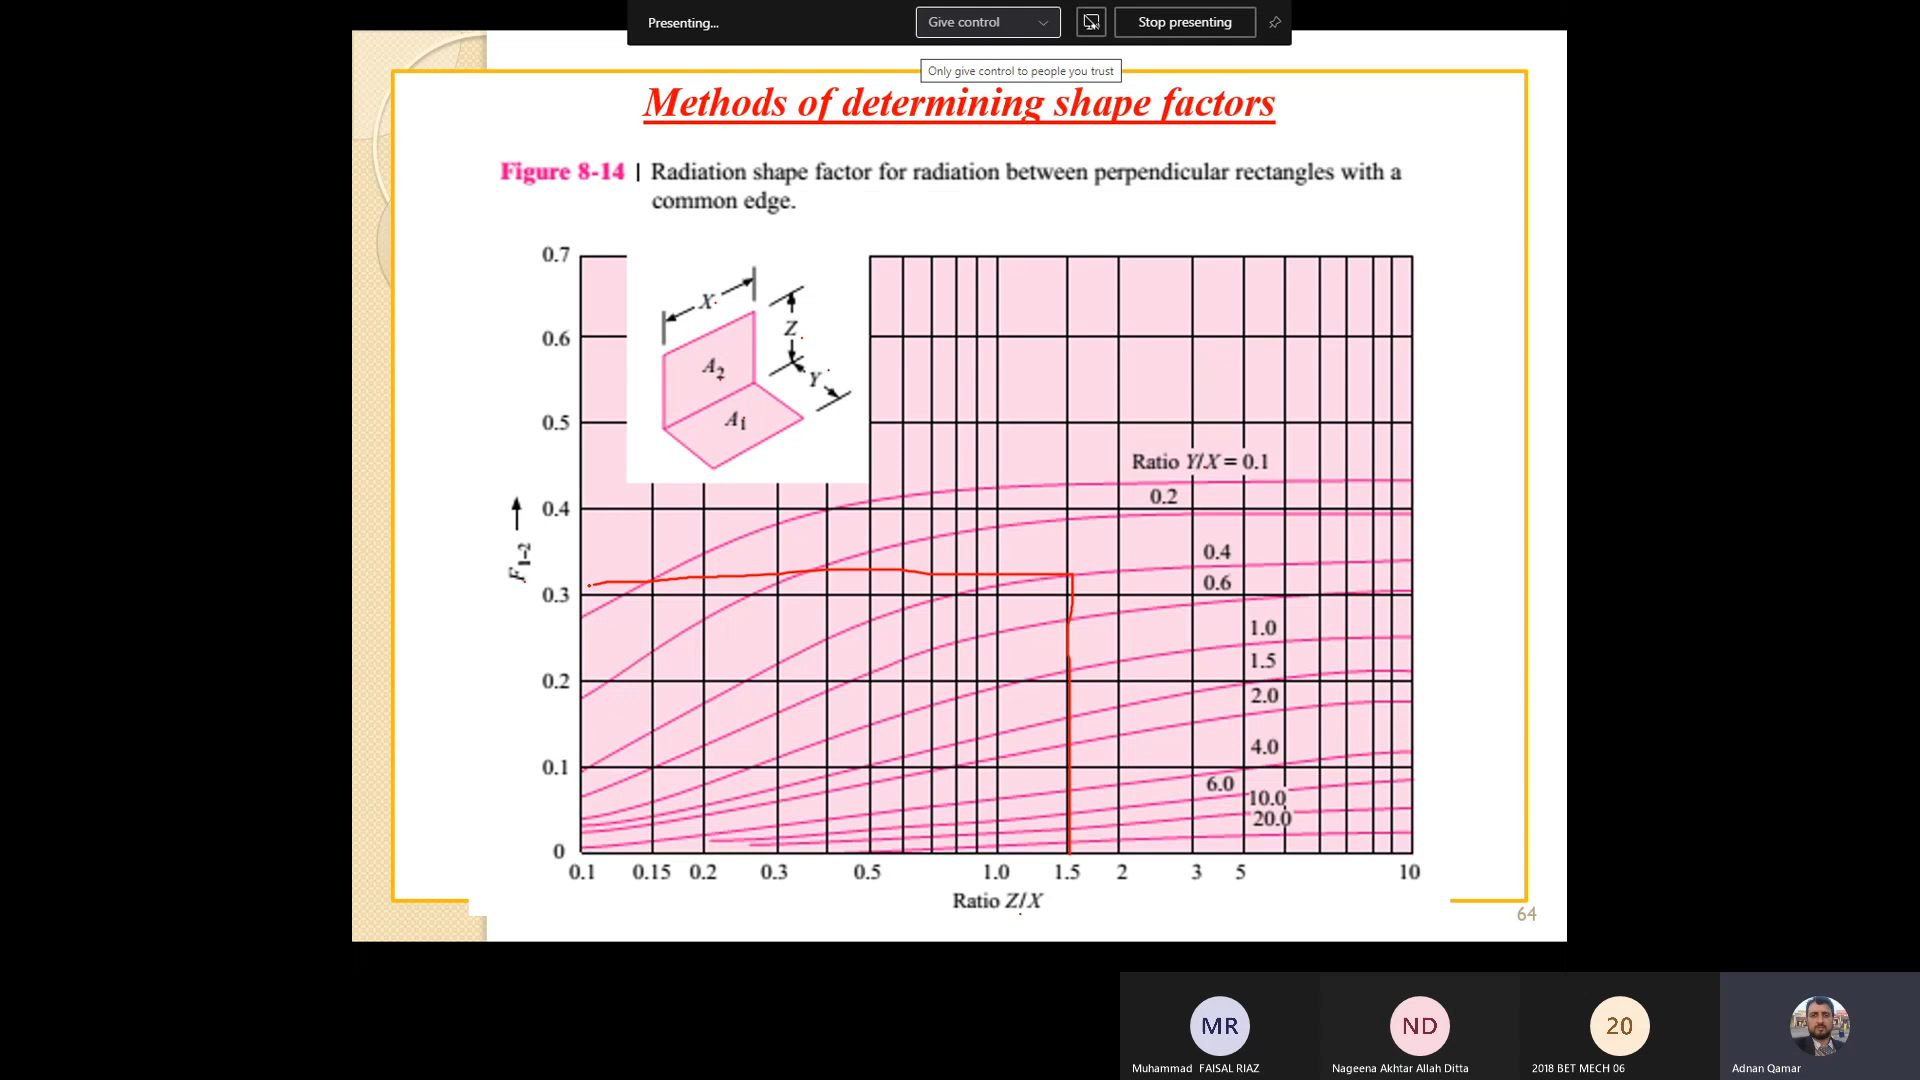 Presenting...
Give control
Stop presenting
Only give control to people you trust
Methods of determining shape factors
Figure 8-14 | Radiation shape factor for radiation between perpendicular rectangles with a
common edge.
0.7
0.6
0.5
0.4
0.3
0.2
0.1
0
F1-2
X
Z
Y
A2
A1
Ratio Y/X = 0.1
0.2
0.4
0.6
1.0
1.5
2.0
4.0
6.0
10.0
20.0
0.1 0.15 0.2 0.3 0.5 1.0 1.5 2 3 5 10
Ratio Z/X
64
MR
ND
20
Muhammad FAISAL RIAZ
Nageena Akhtar Allah Ditta
2018 BET MECH 06
Adnan Qamar